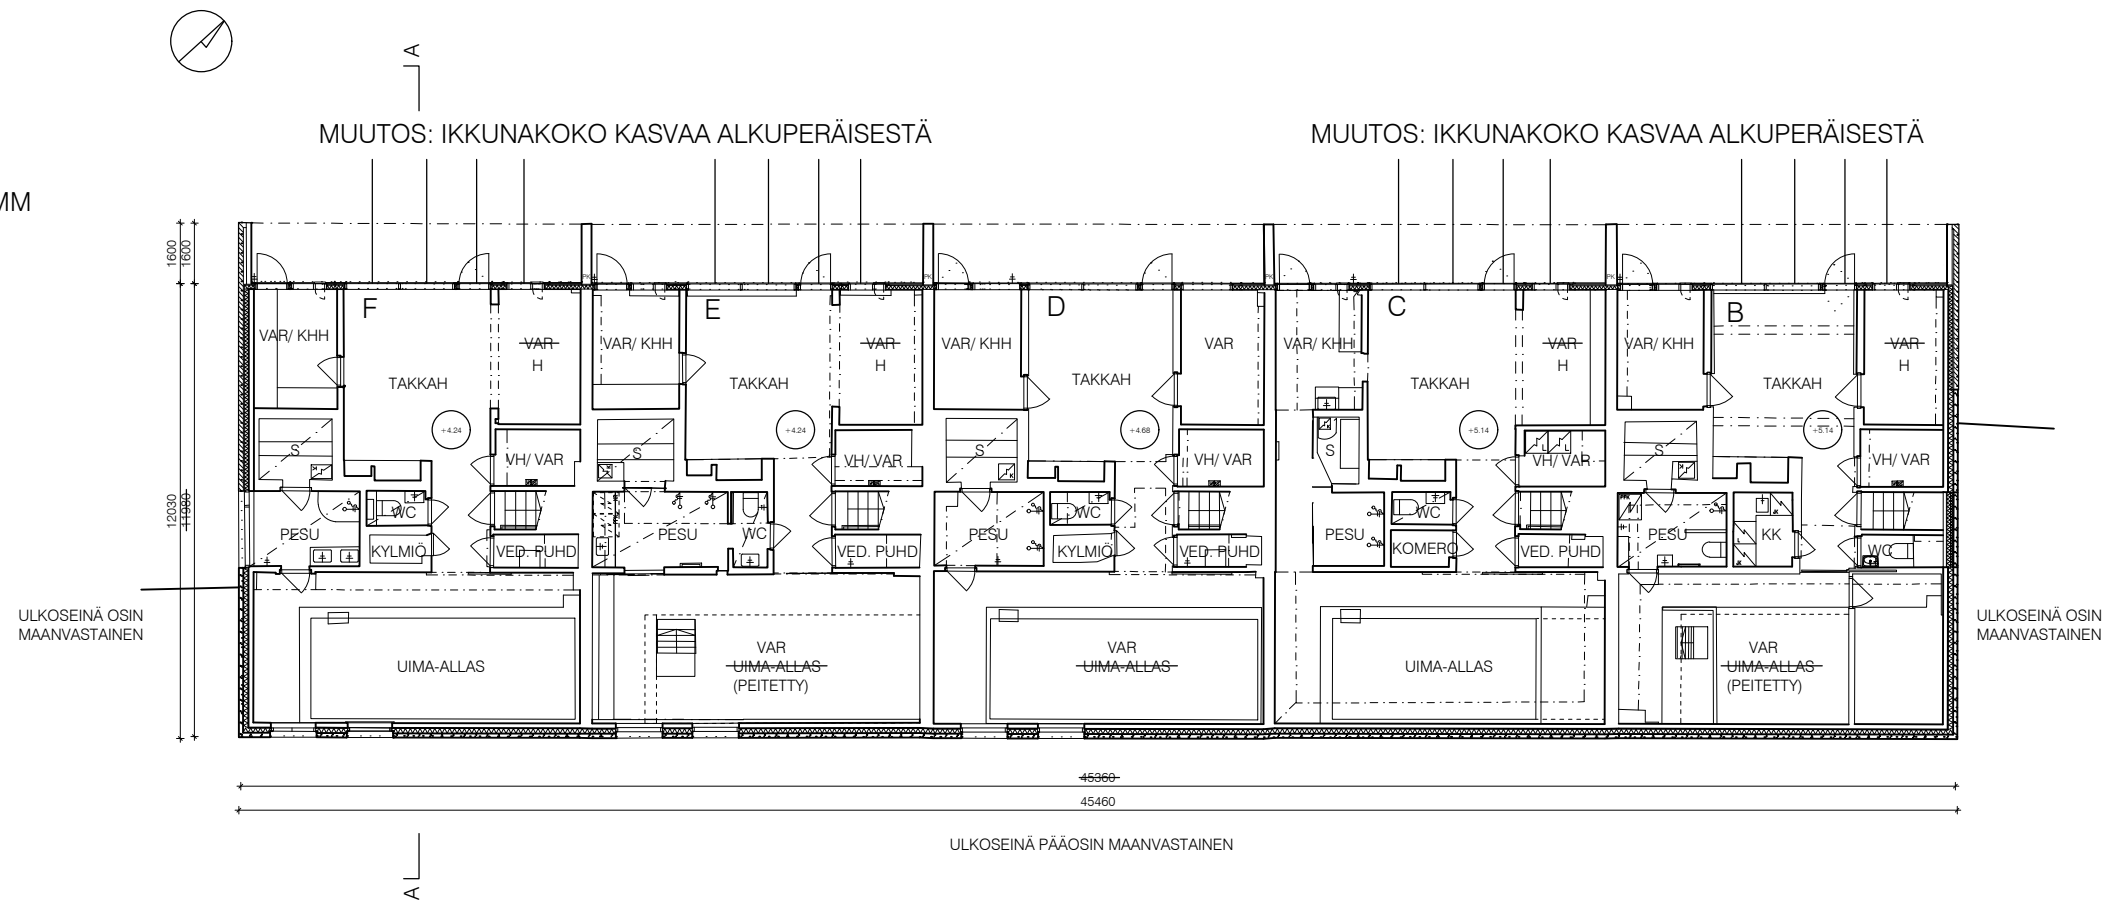 A
MUUTOS: IKKUNAKOKO KASVAA ALKUPERÄISESTÄ
MUUTOS: IKKUNAKOKO KASVAA ALKUPERÄISESTÄ
MM
1600
1600
PK
PK
PK
PK
F
E
D
C
B
VAR/ KHH
VAR
H
VAR/ KHH
VAR
H
VAR/ KHH
VAR
VAR/ KHH
VAR
H
VAR/ KHH
VAR
H
TAKKAH
TAKKAH
TAKKAH
TAKKAH
TAKKAH
+4.24
+4.24
+4.68
+5.14
+5.14
S
VH/ VAR
S
VH/ VAR
S
VH/ VAR
S
VH/ VAR
S
VH/ VAR
12030
11980
PESU
WC
KYLMIÖ
VED. PUHD
PESU
WC
VED. PUHD
PESU
WC
KYLMIÖ
VED. PUHD
PESU
WC
KOMERO
VED. PUHD
PESU
KK
WC
ULKOSEINÄ OSIN
MAANVASTAINEN
UIMA-ALLAS
VAR
UIMA-ALLAS
(PEITETTY)
VAR
UIMA-ALLAS
UIMA-ALLAS
VAR
UIMA-ALLAS
(PEITETTY)
ULKOSEINÄ OSIN
MAANVASTAINEN
45360
45460
ULKOSEINÄ PÄÄOSIN MAANVASTAINEN
A